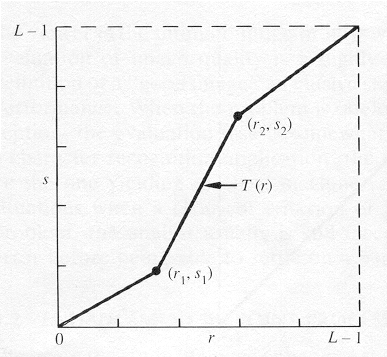 L – 1
(r₂, s₂)
s
T (r)
(r₁, s₁)
0
r
L – 1